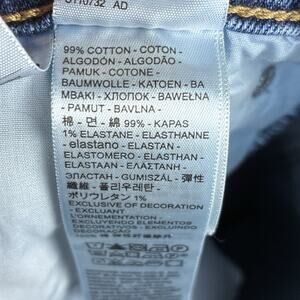 99% COTTON - COTON -
ALGODÓN - ALGODÃO -
PAMUK - COTONE -
BAUMWOLLE - KATOEN - BA
MBAKI - ХЛОПОК - BAWEŁNA
- PAMUT - BAVLNA -
棉 - 면 - 綿 99% - KAPAS
1% ELASTANE - ELASTHANNE
- elastano - ELASTAN -
ELASTOMERO - ELASTHAN -
ELASTAAN - ΕΛΑΣΤΑΝΗ -
ЭЛАСТАН - GUMISZÁL - 彈性
纖維 - 폴리우레탄 -
ポリウレタン 1%
EXCLUSIVE OF DECORATION
- EXCLUANT
L'ORNEMENTATION -
EXCLUYENDO ELEMENTOS
DECORATIVOS - EXCLUINDO
DECORAÇÃO